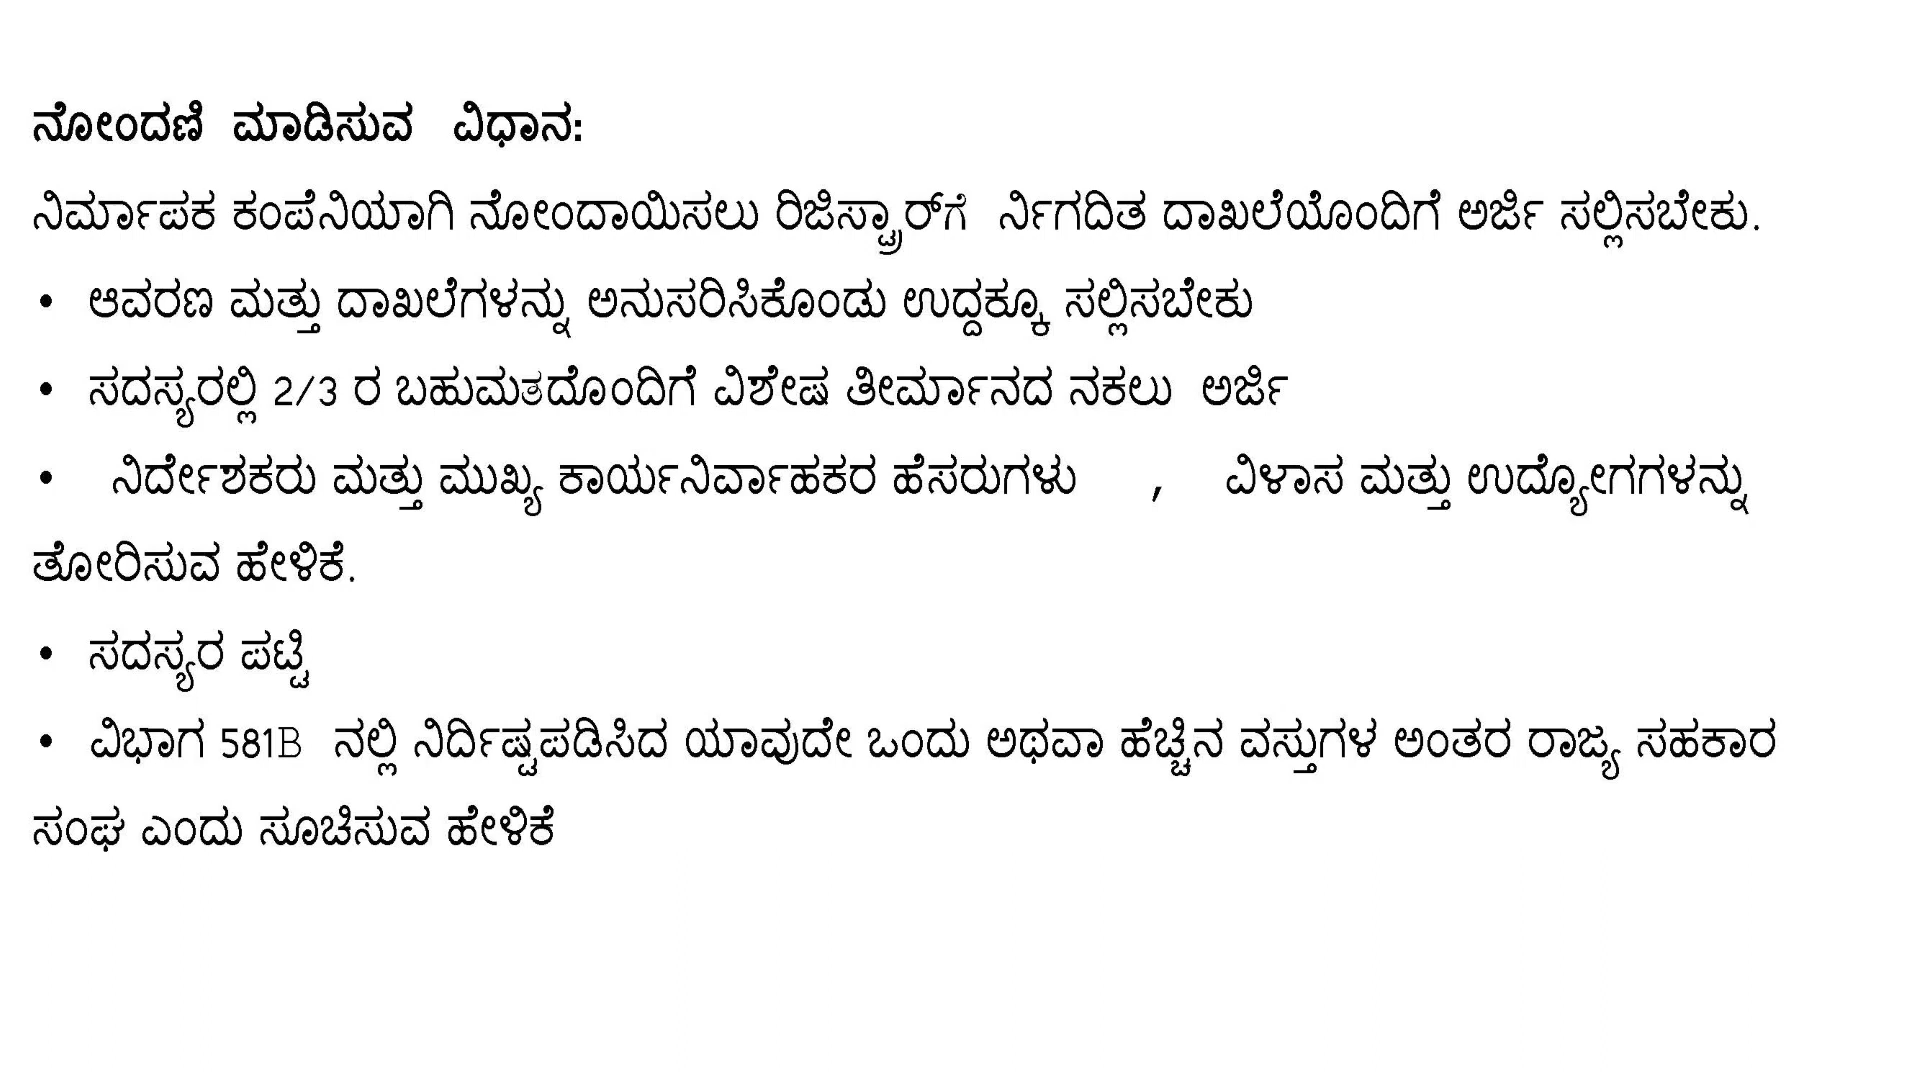 ನೋಂದಣಿ ಮಾಡಿಸುವ ವಿಧಾನ:
ನಿರ್ಮಾಪಕ ಕಂಪೆನಿಯಾಗಿ ನೋಂದಾಯಿಸಲು ರಿಜಿಸ್ಟ್ರಾರ್‌ಗೆ ರ್ನಿಗದಿತ ದಾಖಲೆಯೊಂದಿಗೆ ಅರ್ಜಿ ಸಲ್ಲಿಸಬೇಕು.
• ಆವರಣ ಮತ್ತು ದಾಖಲೆಗಳನ್ನು ಅನುಸರಿಸಿಕೊಂಡು ಉದ್ದಕ್ಕೂ ಸಲ್ಲಿಸಬೇಕು
• ಸದಸ್ಯರಲ್ಲಿ 2/3 ರ ಬಹುಮತದೊಂದಿಗೆ ವಿಶೇಷ ತೀರ್ಮಾನದ ನಕಲು ಅರ್ಜಿ
• ನಿರ್ದೇಶಕರು ಮತ್ತು ಮುಖ್ಯ ಕಾರ್ಯನಿರ್ವಾಹಕರ ಹೆಸರುಗಳು , ವಿಳಾಸ ಮತ್ತು ಉದ್ಯೋಗಗಳನ್ನು
ತೋರಿಸುವ ಹೇಳಿಕೆ.
• ಸದಸ್ಯರ ಪಟ್ಟಿ
• ವಿಭಾಗ 581B ನಲ್ಲಿ ನಿರ್ದಿಷ್ಟಪಡಿಸಿದ ಯಾವುದೇ ಒಂದು ಅಥವಾ ಹೆಚ್ಚಿನ ವಸ್ತುಗಳ ಅಂತರ ರಾಜ್ಯ ಸಹಕಾರ
ಸಂಘ ಎಂದು ಸೂಚಿಸುವ ಹೇಳಿಕೆ